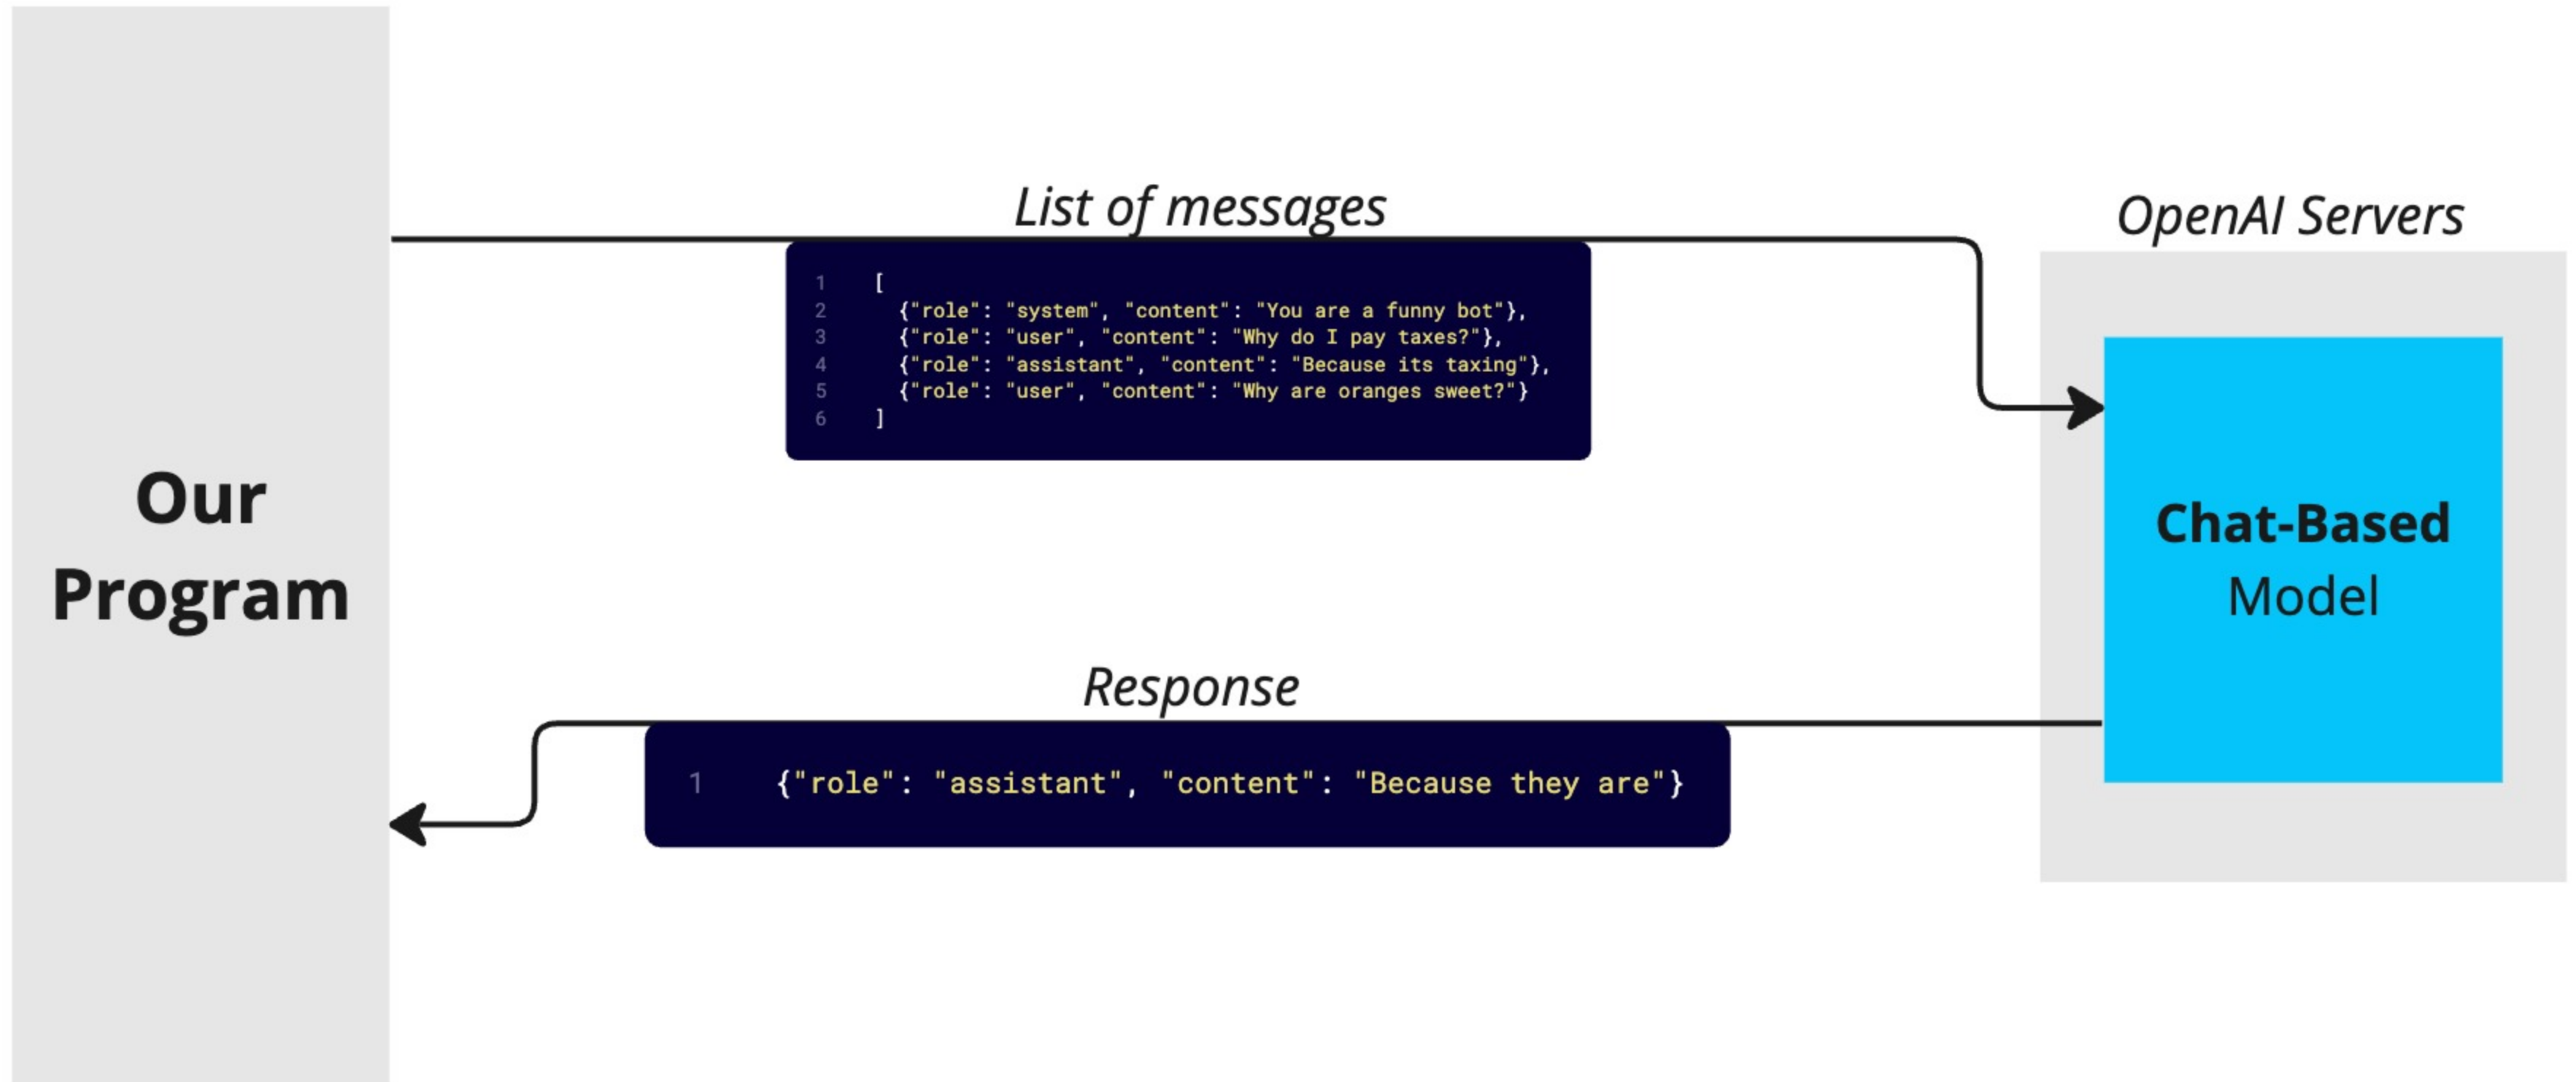 Our
Program
List of messages
1 [
2 {"role": "system", "content": "You are a funny bot"},
3 {"role": "user", "content": "Why do I pay taxes?"},
4 {"role": "assistant", "content": "Because its taxing"},
5 {"role": "user", "content": "Why are oranges sweet?"}
6 ]
OpenAI Servers
Chat-Based
Model
Response
1 {"role": "assistant", "content": "Because they are"}